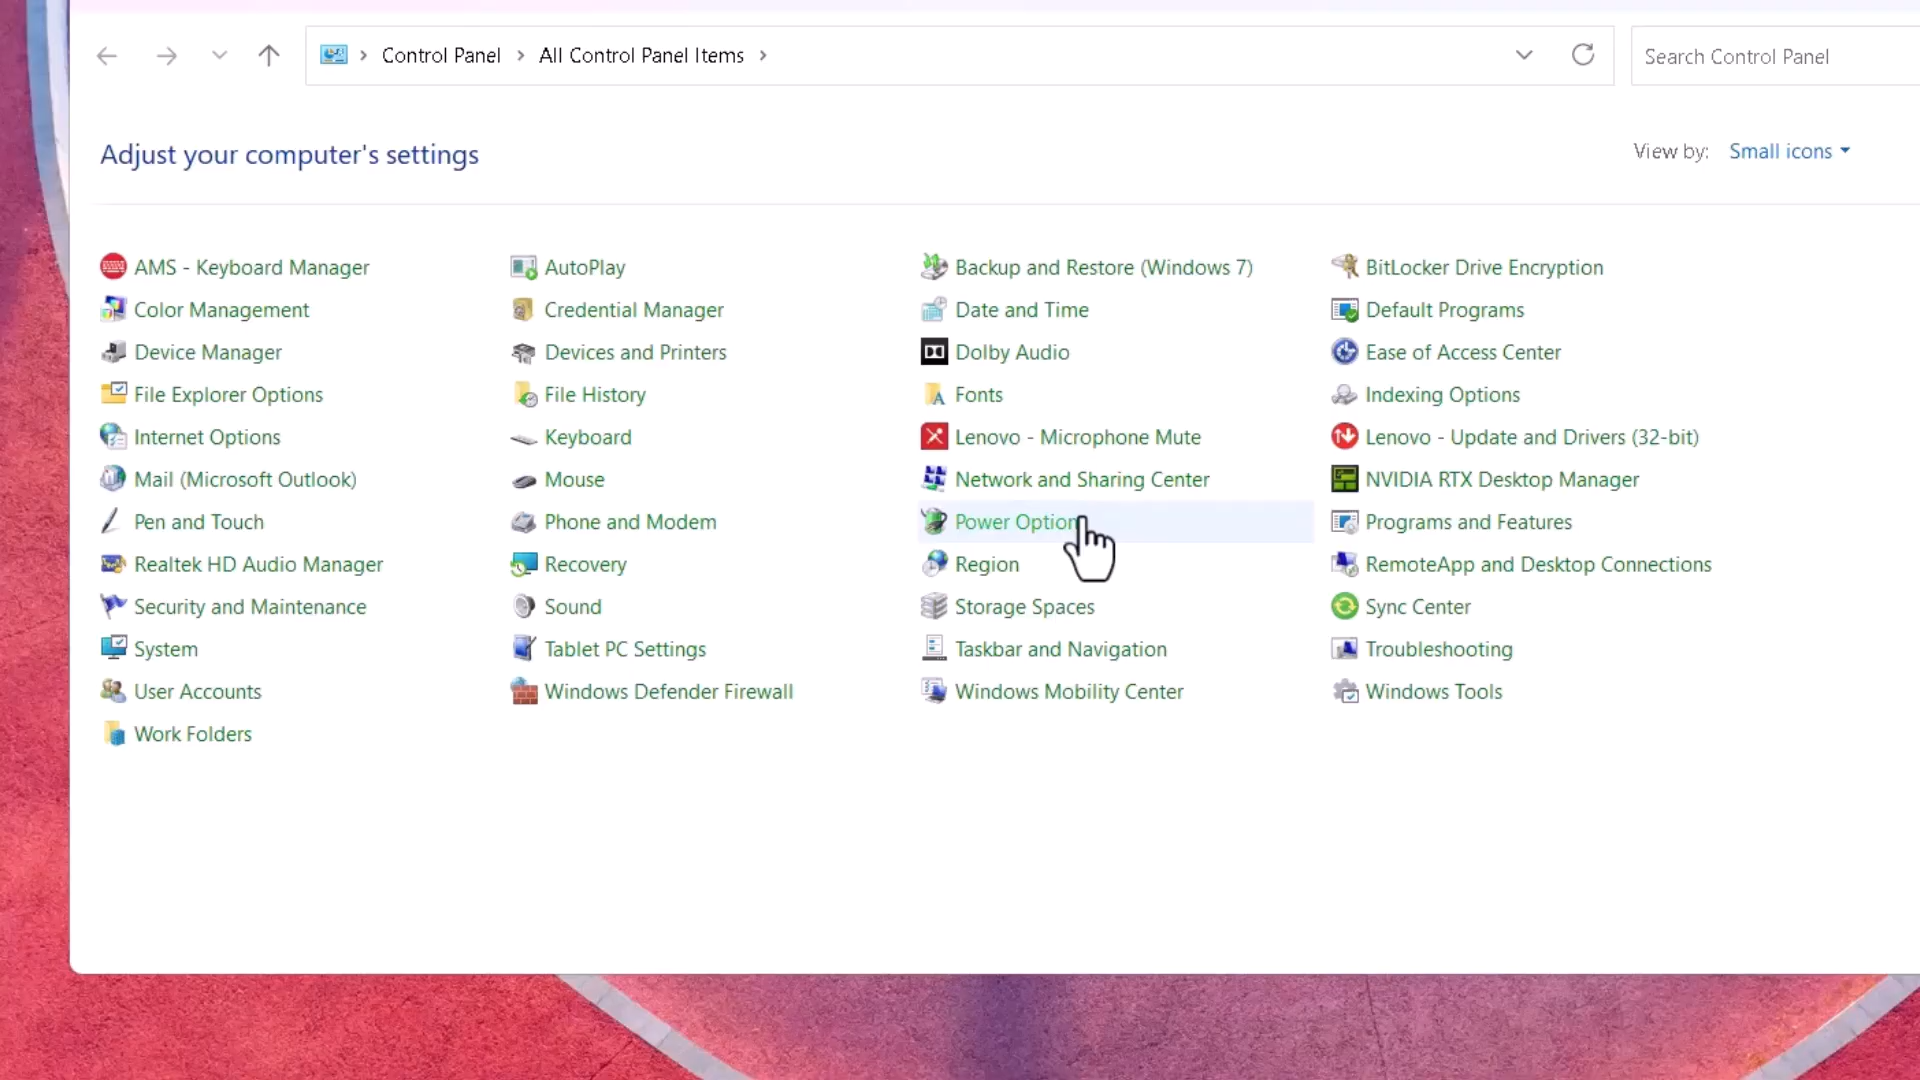 Control Panel > All Control Panel Items >
Search Control Panel
Adjust your computer's settings
View by: Small icons
AMS - Keyboard Manager
AutoPlay
Backup and Restore (Windows 7)
BitLocker Drive Encryption
Color Management
Credential Manager
Date and Time
Default Programs
Device Manager
Devices and Printers
Dolby Audio
Ease of Access Center
File Explorer Options
File History
Fonts
Indexing Options
Internet Options
Keyboard
Lenovo - Microphone Mute
Lenovo - Update and Drivers (32-bit)
Mail (Microsoft Outlook)
Mouse
Network and Sharing Center
NVIDIA RTX Desktop Manager
Pen and Touch
Phone and Modem
Power Option
Programs and Features
Realtek HD Audio Manager
Recovery
Region
RemoteApp and Desktop Connections
Security and Maintenance
Sound
Storage Spaces
Sync Center
System
Tablet PC Settings
Taskbar and Navigation
Troubleshooting
User Accounts
Windows Defender Firewall
Windows Mobility Center
Windows Tools
Work Folders